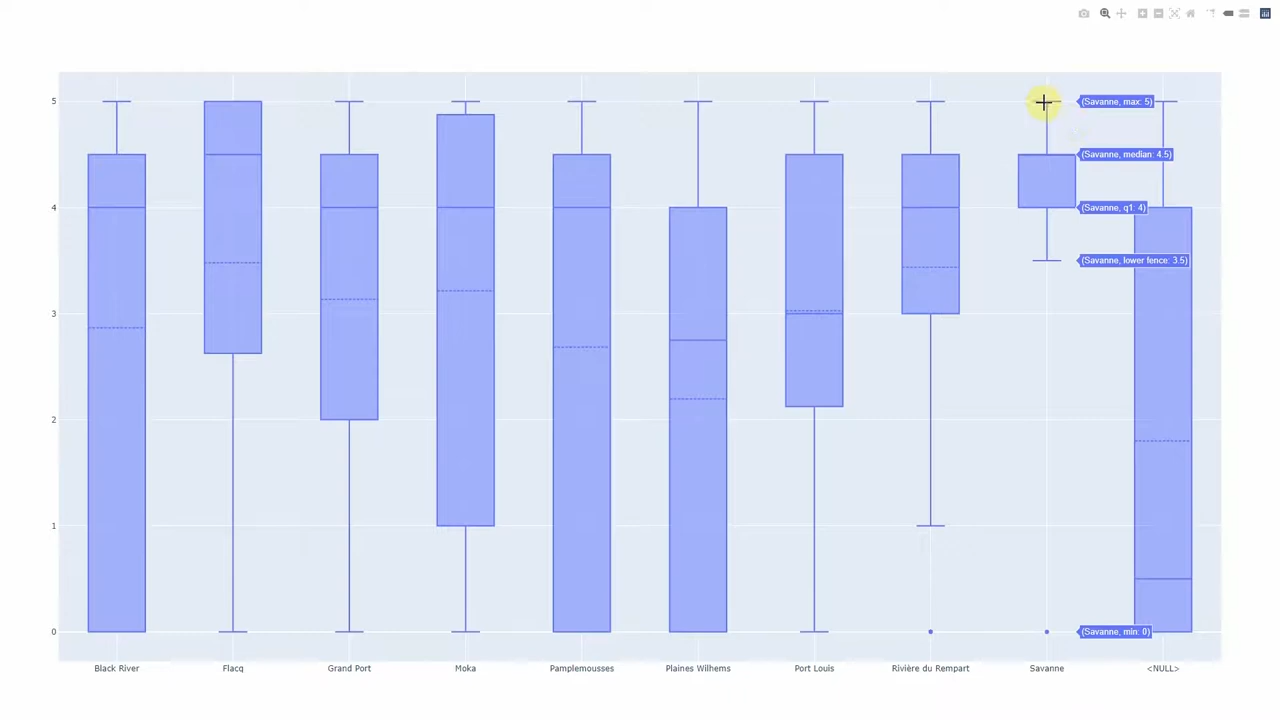 5
(Savanne, max: 5)
(Savanne, median: 4.5)
4
(Savanne, q1: 4)
(Savanne, lower fence: 3.5)
3
2
1
0
(Savanne, min: 0)
Black River
Flacq
Grand Port
Moka
Pamplemousses
Plaines Wilhems
Port Louis
Rivière du Rempart
Savanne
<NULL>